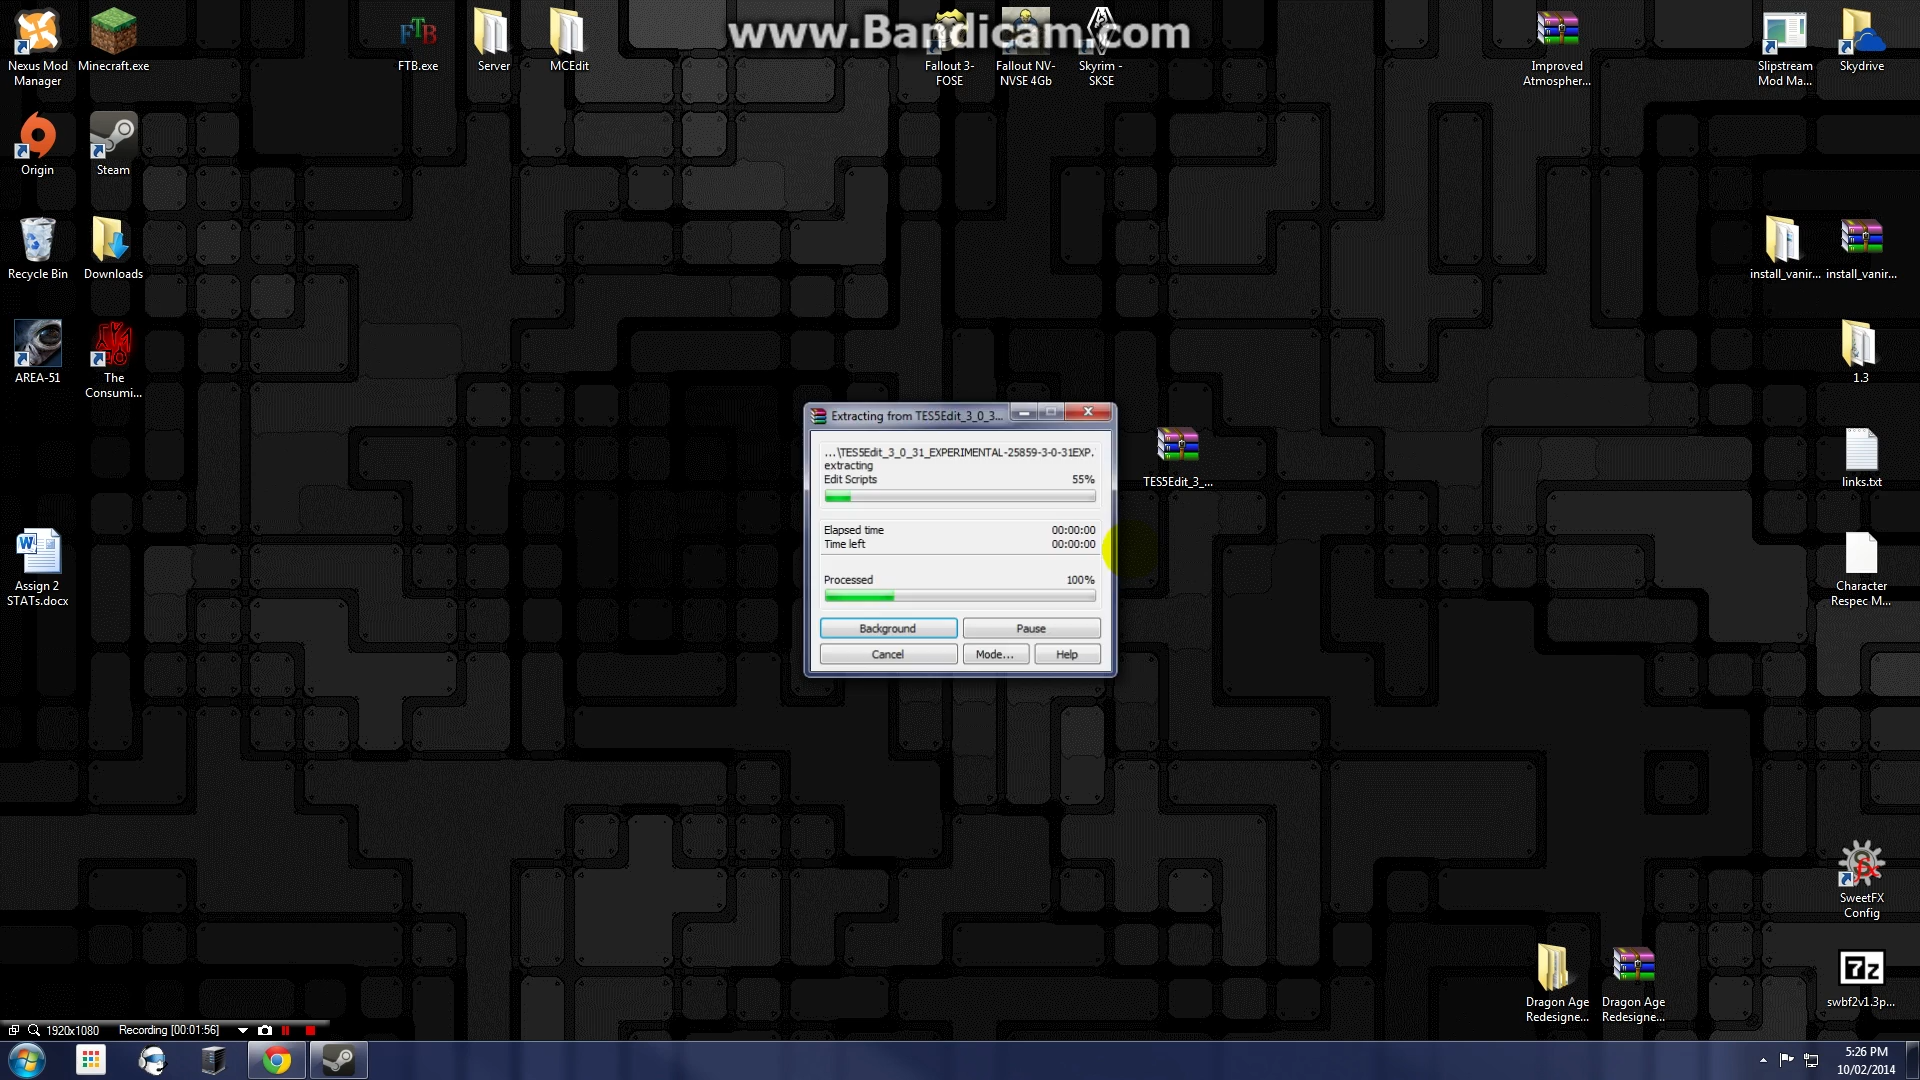 www.Bandicam.com
Nexus Mod
Manager
Minecraft.exe
FTB
FTB.exe
Server
MCEdit
Fallout 3-
FOSE
Fallout NV-
NVSE 4Gb
Skyrim -
SKSE
Improved
Atmospher...
Slipstream
Mod Ma...
Skydrive
Origin
Steam
Recycle Bin
Downloads
install_vanir...
install_vanir...
AREA-51
The
Consumi...
1.3
Extracting from TES5Edit_3_0_3...
...\TES5Edit_3_0_31_EXPERIMENTAL-25859-3-0-31EXP.
extracting
Edit Scripts
55%
Elapsed time
00:00:00
Time left
00:00:00
Processed
100%
Background
Pause
Cancel
Mode...
Help
TES5Edit_3_...
links.txt
W
Assign 2
STATs.docx
Character
Respec M...
SweetFX
Config
Dragon Age
Redesigne...
Dragon Age
Redesigne...
7z
swbf2v1.3p...
1920x1080
Recording [00:01:56]
5:26 PM
10/02/2014